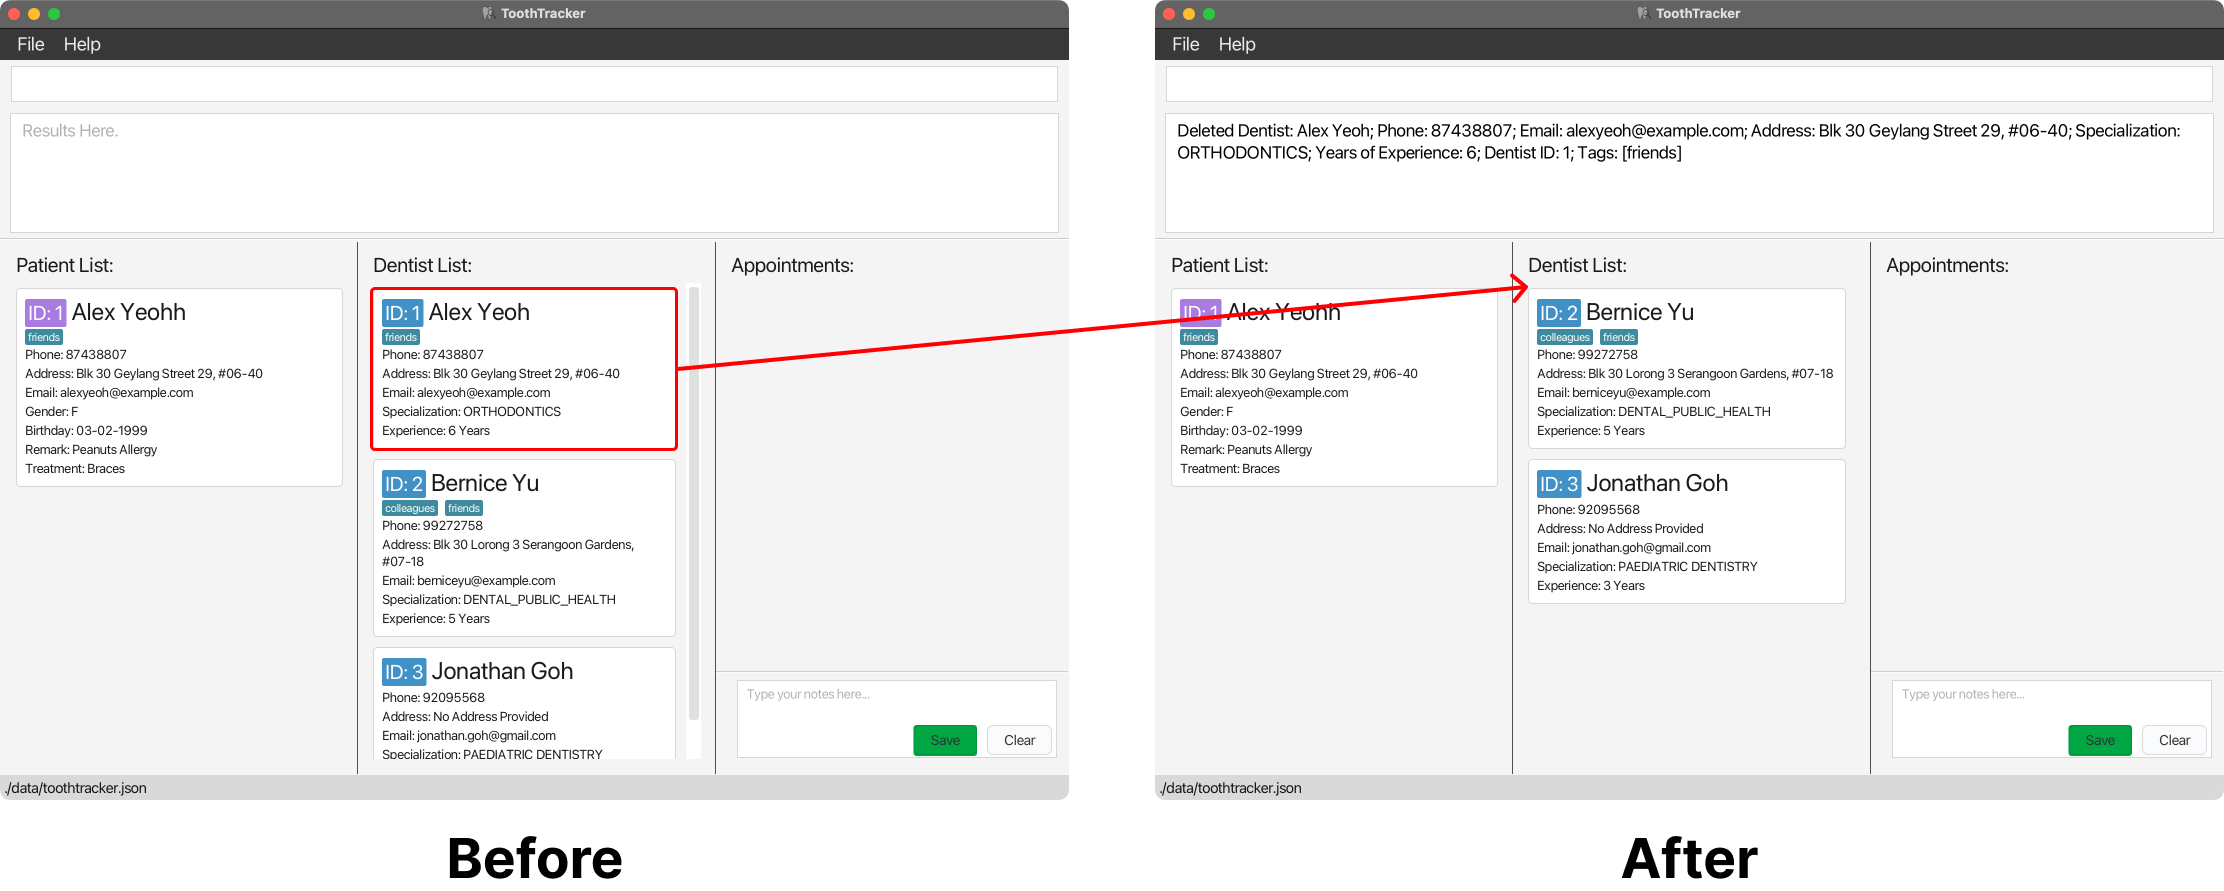 ToothTracker
File Help
Results Here.
Patient List:
ID: 1 Alex Yeohh
friends
Phone: 87438807
Address: Blk 30 Geylang Street 29, #06-40
Email: alexyeoh@example.com
Gender: F
Birthday: 03-02-1999
Remark: Peanuts Allergy
Treatment: Braces
Dentist List:
ID: 1 Alex Yeoh
friends
Phone: 87438807
Address: Blk 30 Geylang Street 29, #06-40
Email: alexyeoh@example.com
Specialization: ORTHODONTICS
Experience: 6 Years
ID: 2 Bernice Yu
colleagues friends
Phone: 99272758
Address: Blk 30 Lorong 3 Serangoon Gardens,
#07-18
Email: berniceyu@example.com
Specialization: DENTAL_PUBLIC_HEALTH
Experience: 5 Years
ID: 3 Jonathan Goh
Phone: 92095568
Address: No Address Provided
Email: jonathan.goh@gmail.com
Specialization: PAEDIATRIC DENTISTRY
Appointments:
Type your notes here...
Save Clear
./data/toothtracker.json
Before
ToothTracker
File Help
Deleted Dentist: Alex Yeoh; Phone: 87438807; Email: alexyeoh@example.com; Address: Blk 30 Geylang Street 29, #06-40; Specialization:
ORTHODONTICS; Years of Experience: 6; Dentist ID: 1; Tags: [friends]
Patient List:
ID: 1 Alex Yeohh
friends
Phone: 87438807
Address: Blk 30 Geylang Street 29, #06-40
Email: alexyeoh@example.com
Gender: F
Birthday: 03-02-1999
Remark: Peanuts Allergy
Treatment: Braces
Dentist List:
ID: 2 Bernice Yu
colleagues friends
Phone: 99272758
Address: Blk 30 Lorong 3 Serangoon Gardens, #07-18
Email: berniceyu@example.com
Specialization: DENTAL_PUBLIC_HEALTH
Experience: 5 Years
ID: 3 Jonathan Goh
Phone: 92095568
Address: No Address Provided
Email: jonathan.goh@gmail.com
Specialization: PAEDIATRIC DENTISTRY
Experience: 3 Years
Appointments:
Type your notes here...
Save Clear
./data/toothtracker.json
After